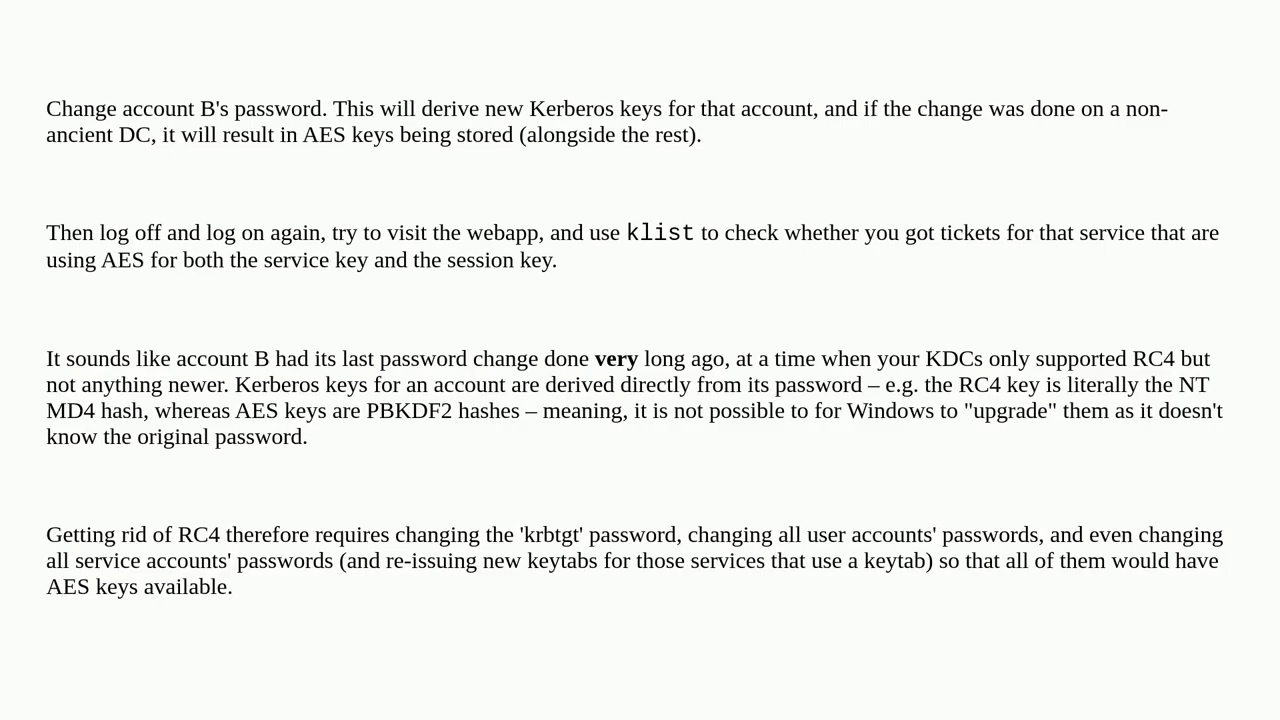 Change account B's password. This will derive new Kerberos keys for that account, and if the change was done on a non-
ancient DC, it will result in AES keys being stored (alongside the rest).
Then log off and log on again, try to visit the webapp, and use klist to check whether you got tickets for that service that are
using AES for both the service key and the session key.
It sounds like account B had its last password change done very long ago, at a time when your KDCs only supported RC4 but
not anything newer. Kerberos keys for an account are derived directly from its password – e.g. the RC4 key is literally the NT
MD4 hash, whereas AES keys are PBKDF2 hashes – meaning, it is not possible to for Windows to "upgrade" them as it doesn't
know the original password.
Getting rid of RC4 therefore requires changing the 'krbtgt' password, changing all user accounts' passwords, and even changing
all service accounts' passwords (and re-issuing new keytabs for those services that use a keytab) so that all of them would have
AES keys available.